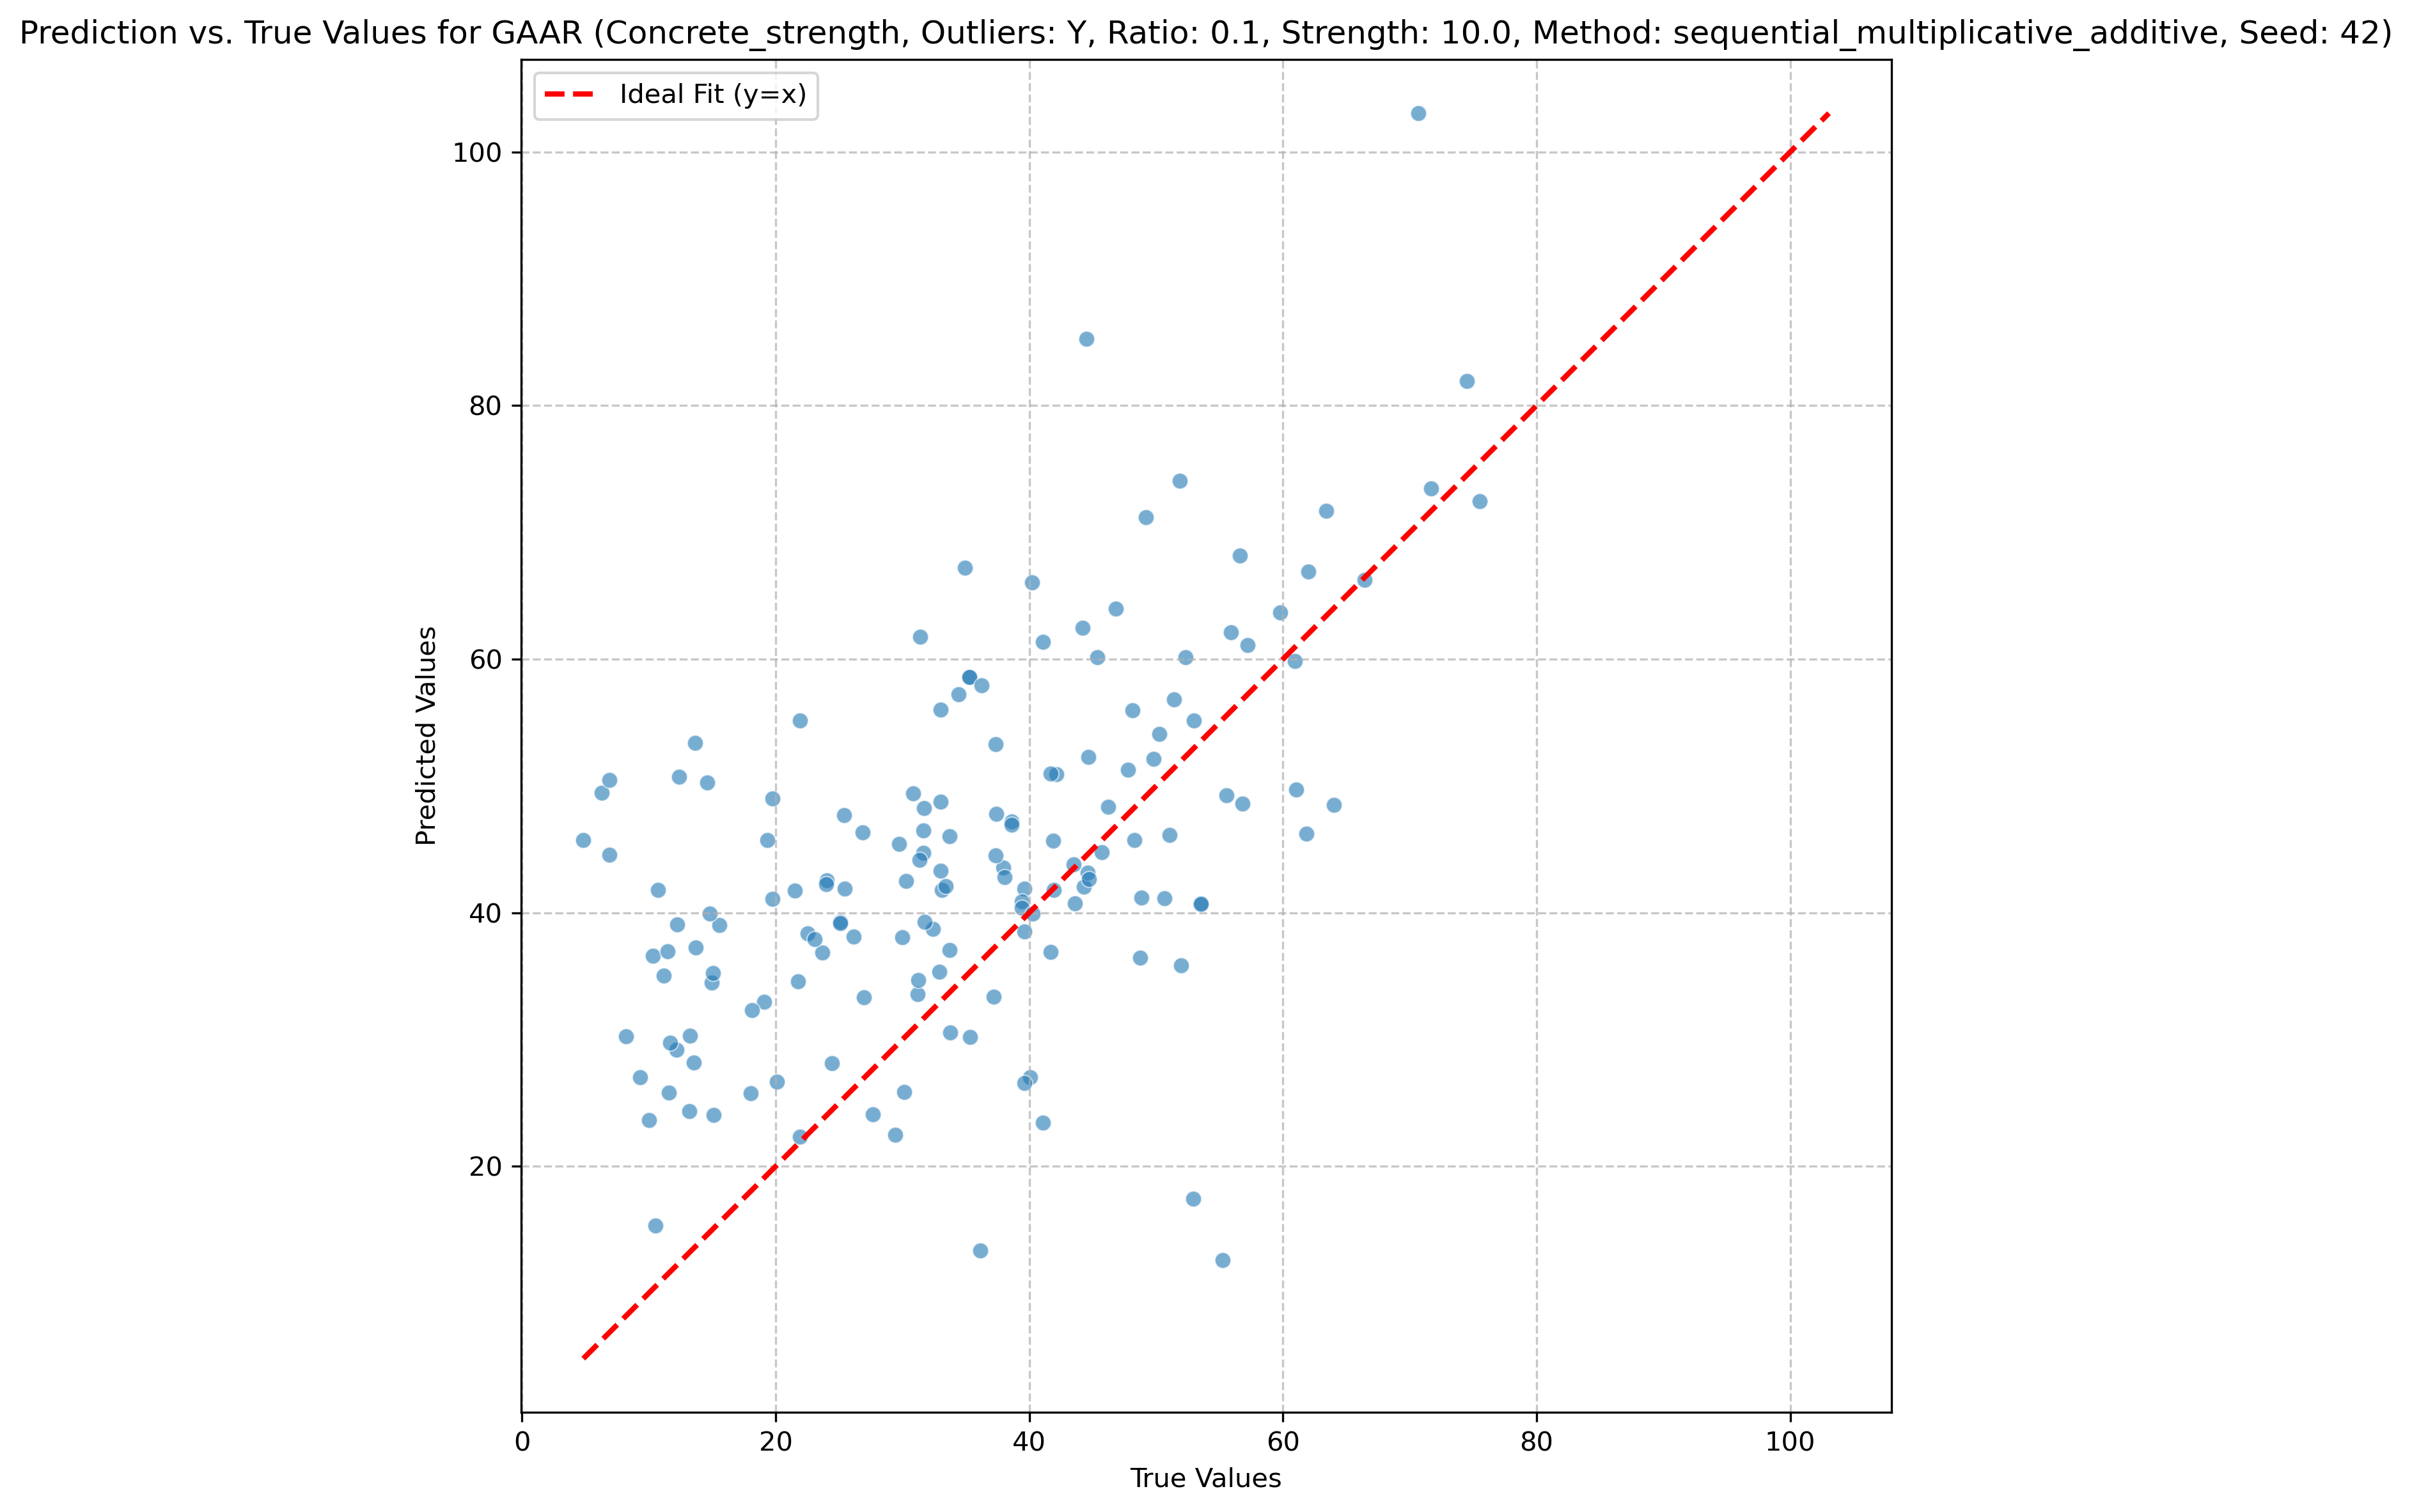 Prediction vs. True Values for GAAR (Concrete_strength, Outliers: Y, Ratio: 0.1, Strength: 10.0, Method: sequential_multiplicative_additive, Seed: 42)
Ideal Fit (y=x)
100
80
60
40
20
Predicted Values
0 20 40 60 80 100
True Values